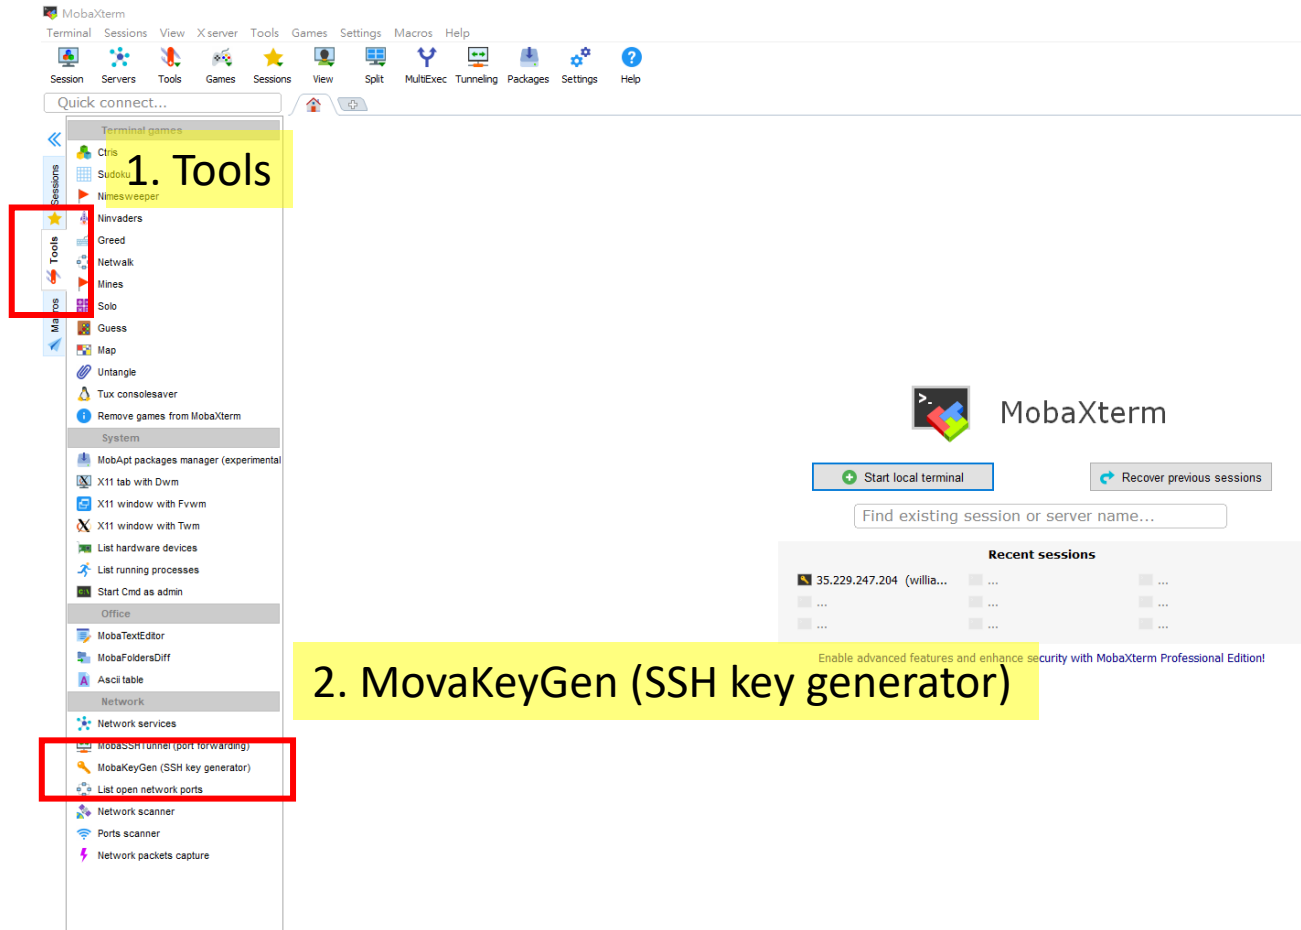 MobaXterm
Terminal Sessions View X server Tools Games Settings Macros Help
Session Servers Tools Games Sessions View Split MultiExec Tunneling Packages Settings Help
Quick connect...
Terminal games
Ctris
1. Tools
Sudoku
Nimesweeper
Ninvaders
Greed
Netwalk
Mines
Solo
Guess
Map
Untangle
Tux consolesaver
Remove games from MobaXterm
System
MobApt packages manager (experimental
X11 tab with Dwm
X11 window with Fvwm
X11 window with Twm
List hardware devices
List running processes
Start Cmd as admin
Office
MobaTextEditor
MobaFoldersDiff
Ascii table
Network
Network services
MobaSSHTunnel (port forwarding)
MobaKeyGen (SSH key generator)
List open network ports
Network scanner
Ports scanner
Network packets capture
Sessions
Tools
Macros
MobaXterm
Start local terminal
Recover previous sessions
Find existing session or server name...
Recent sessions
35.229.247.204 (willia... ... ...
... ... ...
... ... ...
Enable advanced features and enhance security with MobaXterm Professional Edition!
2. MovaKeyGen (SSH key generator)